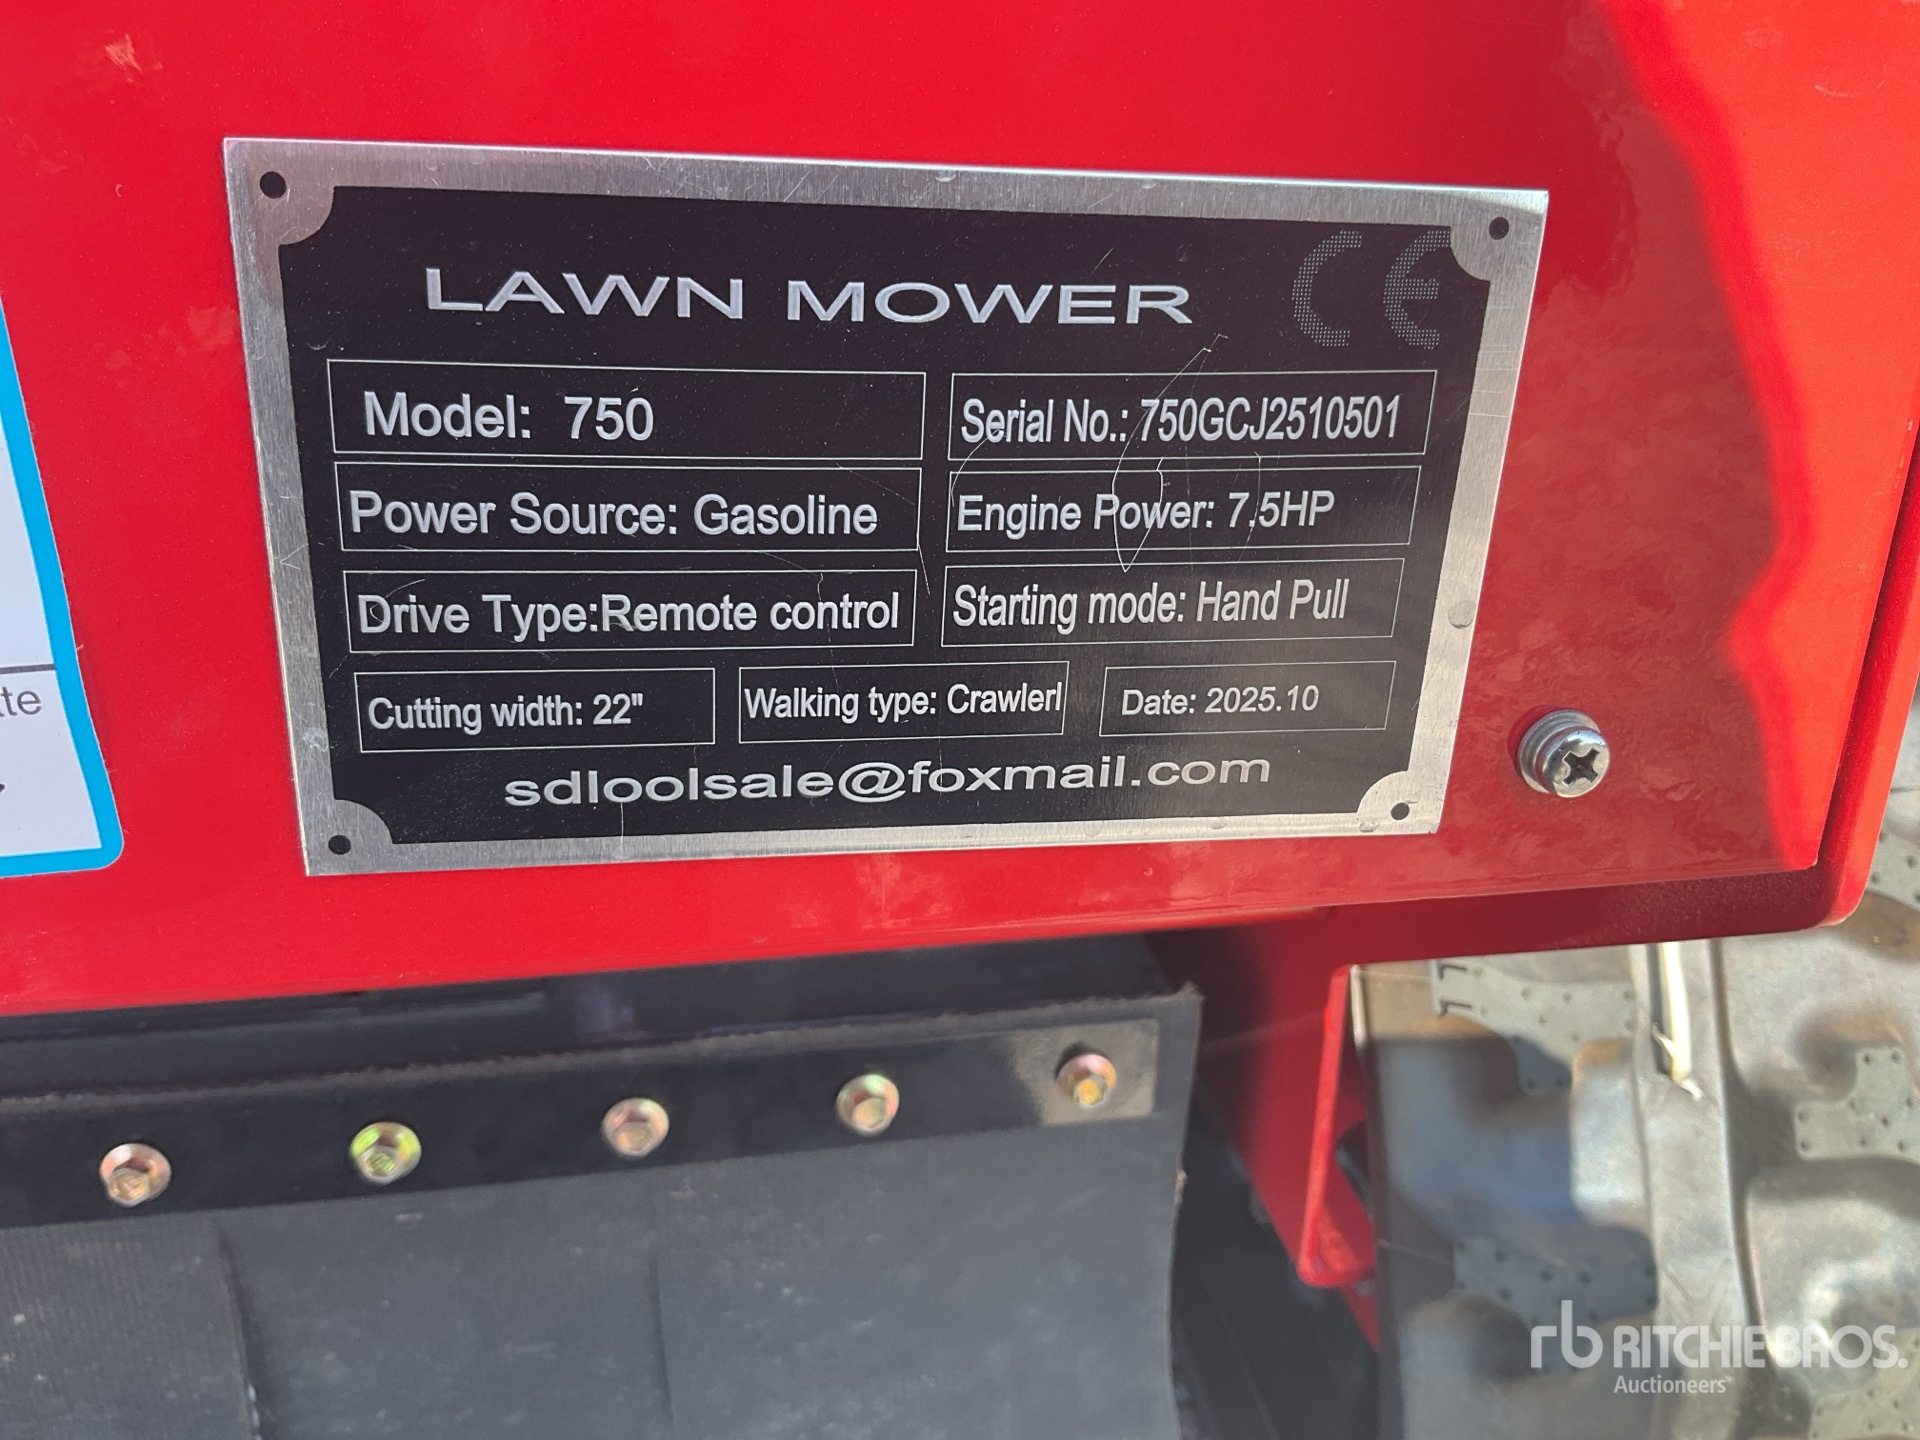 LAWN MOWER CE
Model: 750
Serial No.: 750GCJ2510501
Power Source: Gasoline
Engine Power: 7.5HP
Drive Type:Remote control
Starting mode: Hand Pull
Cutting width: 22"
Walking type: Crawlerl
Date: 2025.10
sdloolsale@foxmail.com
rb RITCHIE BROS.
Auctioneers